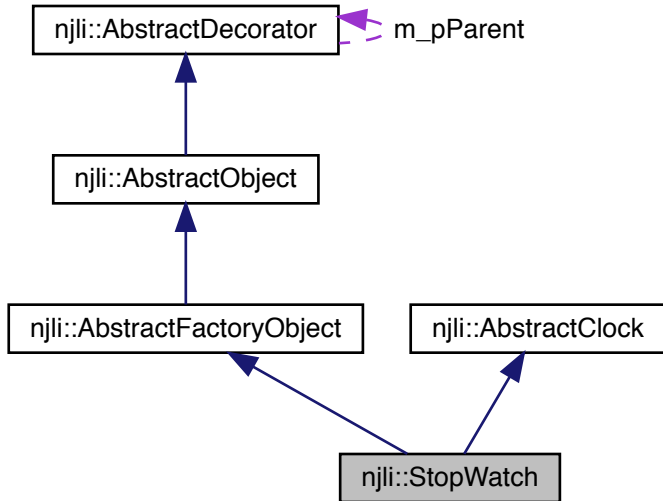 njli::AbstractDecorator
m_pParent
njli::AbstractObject
njli::AbstractFactoryObject
njli::AbstractClock
njli::StopWatch